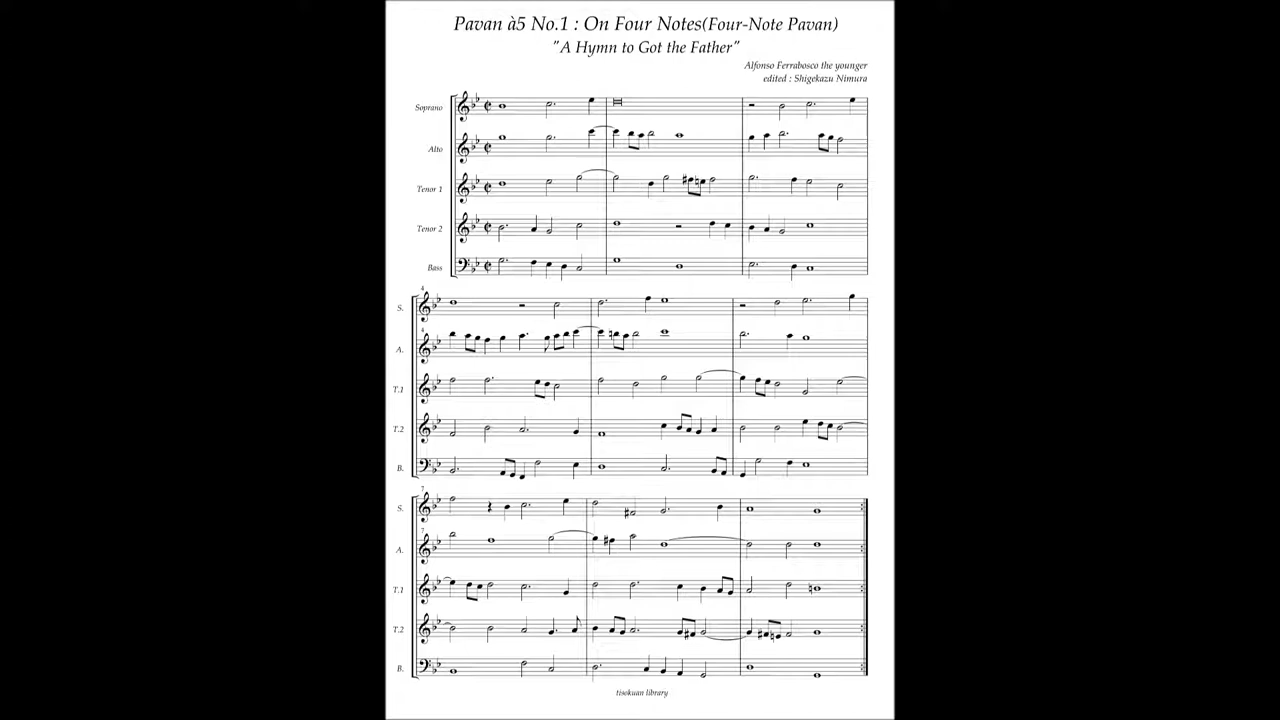 Pavan à5 No.1 : On Four Notes(Four-Note Pavan)
"A Hymn to Got the Father"
Alfonso Ferrabosco the younger
edited : Shigekazu Nimura
Soprano
Alto
Tenor 1
Tenor 2
Bass
4
S.
4
A.
T.1
T.2
B.
7
S.
7
A.
T.1
T.2
B.
tisokuan library